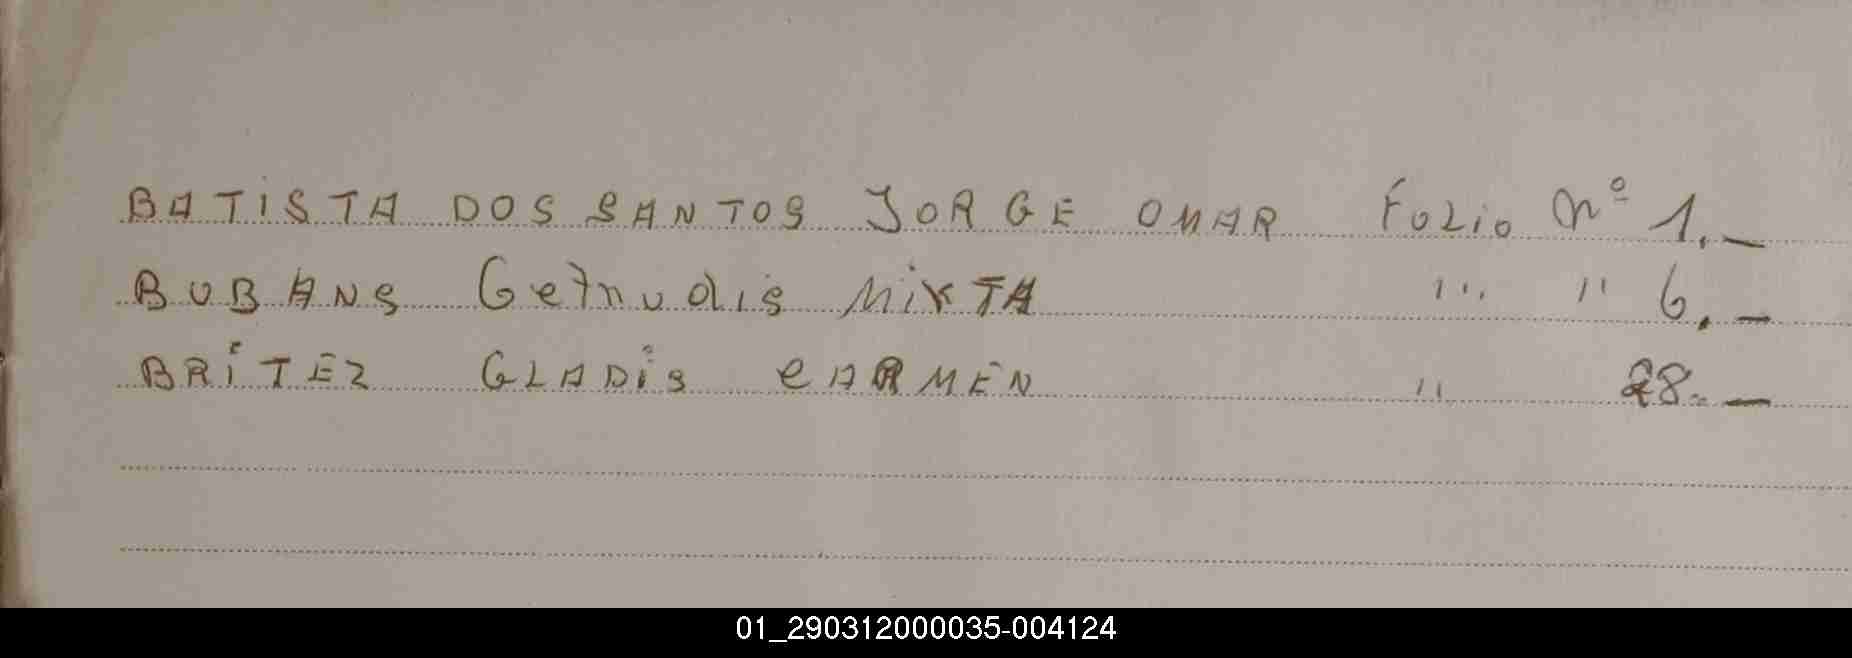 BATISTA DOS SANTOS JORGE OMAR Folio Nº 1.—
BUBANS Getrudis MIRTA " " 6.—
BRITEZ GLADIS CARMEN " 28.—
01_290312000035-004124